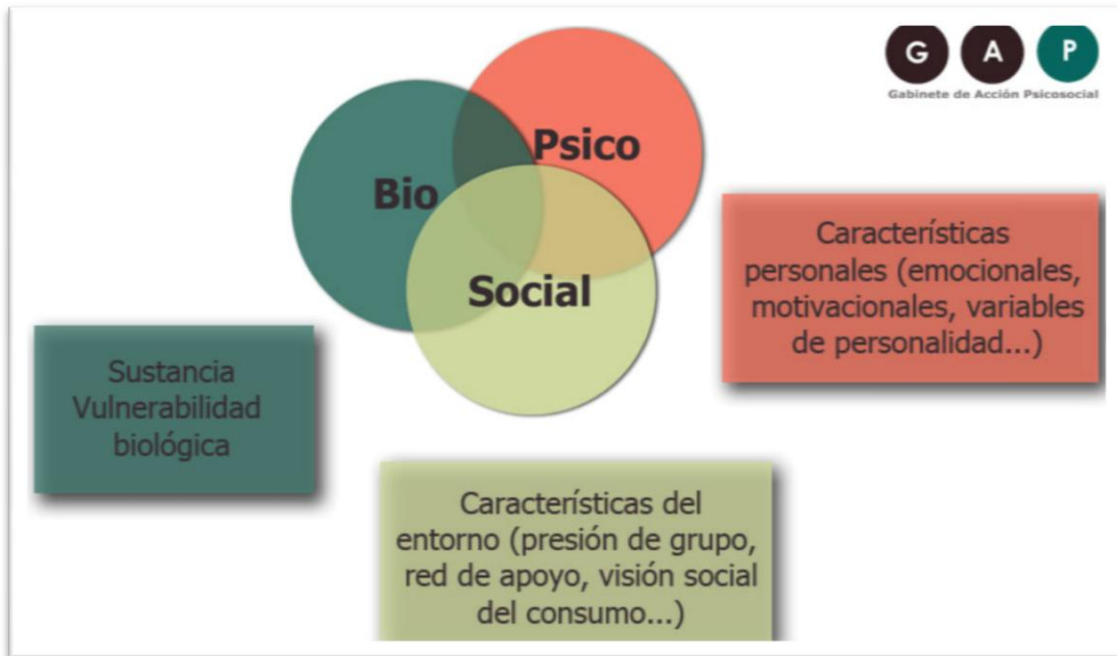 G A P
Gabinete de Acción Psicosocial
Psico
Bio
Social
Características
personales (emocionales,
motivacionales, variables
de personalidad...)
Sustancia
Vulnerabilidad
biológica
Características del
entorno (presión de grupo,
red de apoyo, visión social
del consumo...)